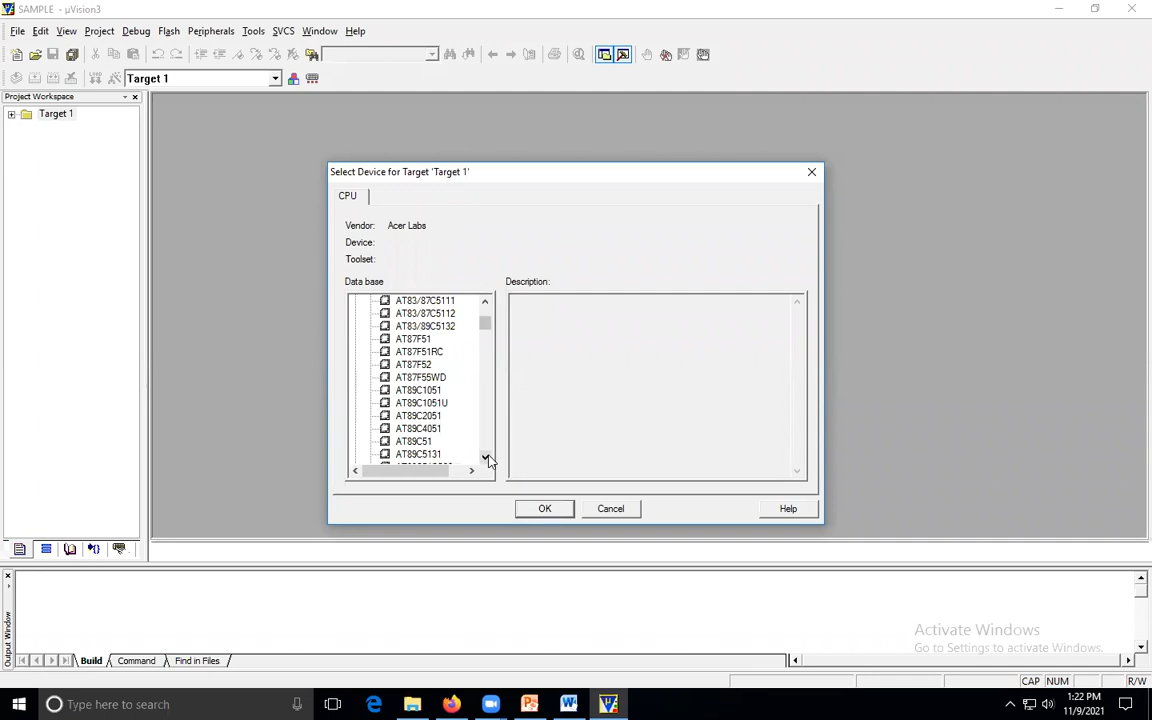 SAMPLE - µVision3
File Edit View Project Debug Flash Peripherals Tools SVCS Window Help
Target 1
Project Workspace
Target 1
Select Device for Target 'Target 1'
CPU
Vendor: Acer Labs
Device:
Toolset:
Data base
Description:
AT83/87C5111
AT83/87C5112
AT83/89C5132
AT87F51
AT87F51RC
AT87F52
AT87F55WD
AT89C1051
AT89C1051U
AT89C2051
AT89C4051
AT89C51
AT89C5131
OK Cancel Help
Output Window
Activate Windows
Go to Settings to activate Windows.
Build Command Find in Files
CAP NUM R/W
Type here to search
1:22 PM
11/9/2021